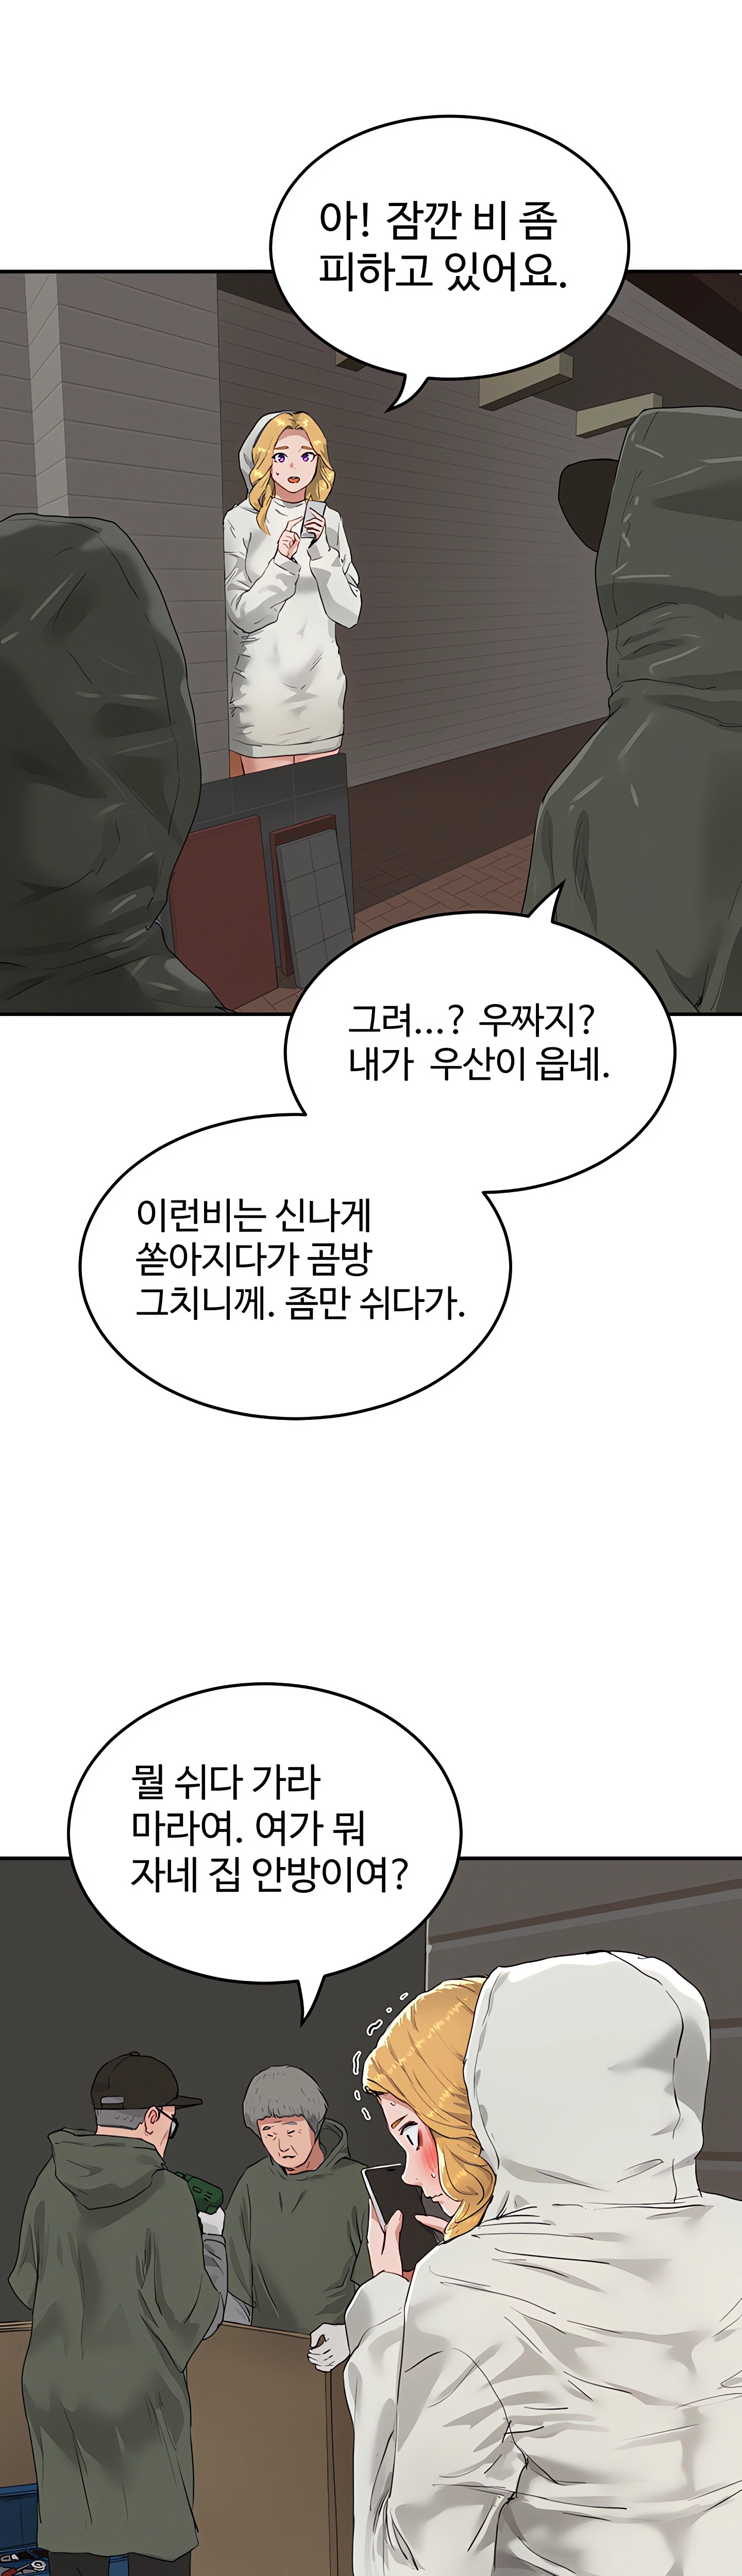 아! 잠깐 비 좀
피하고 있어요.
그려...? 우짜지?
내가 우산이 읍네.
이런비는 신나게
쏟아지다가 곰방
그치니께. 좀만 쉬다가.
뭘 쉬다 가라
마라여. 여가 뭐
자네 집 안방이여?